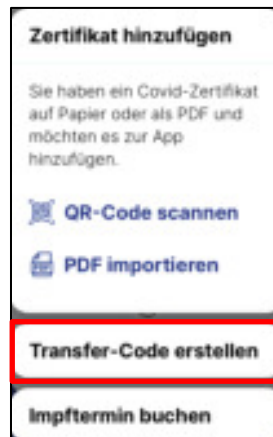 Zertifikat hinzufügen
Sie haben ein Covid-Zertifikat
auf Papier oder als PDF und
möchten es zur App
hinzufügen.
QR-Code scannen
PDF importieren
Transfer-Code erstellen
Impftermin buchen